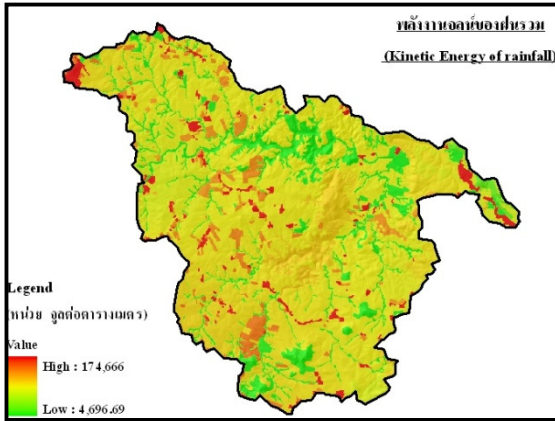 พลังงานจลน์ของฝนรวม
(Kinetic Energy of rainfall)
Legend
(หน่วย จูลต่อตารางเมตร)
Value
High : 174,666
Low : 4,696.69